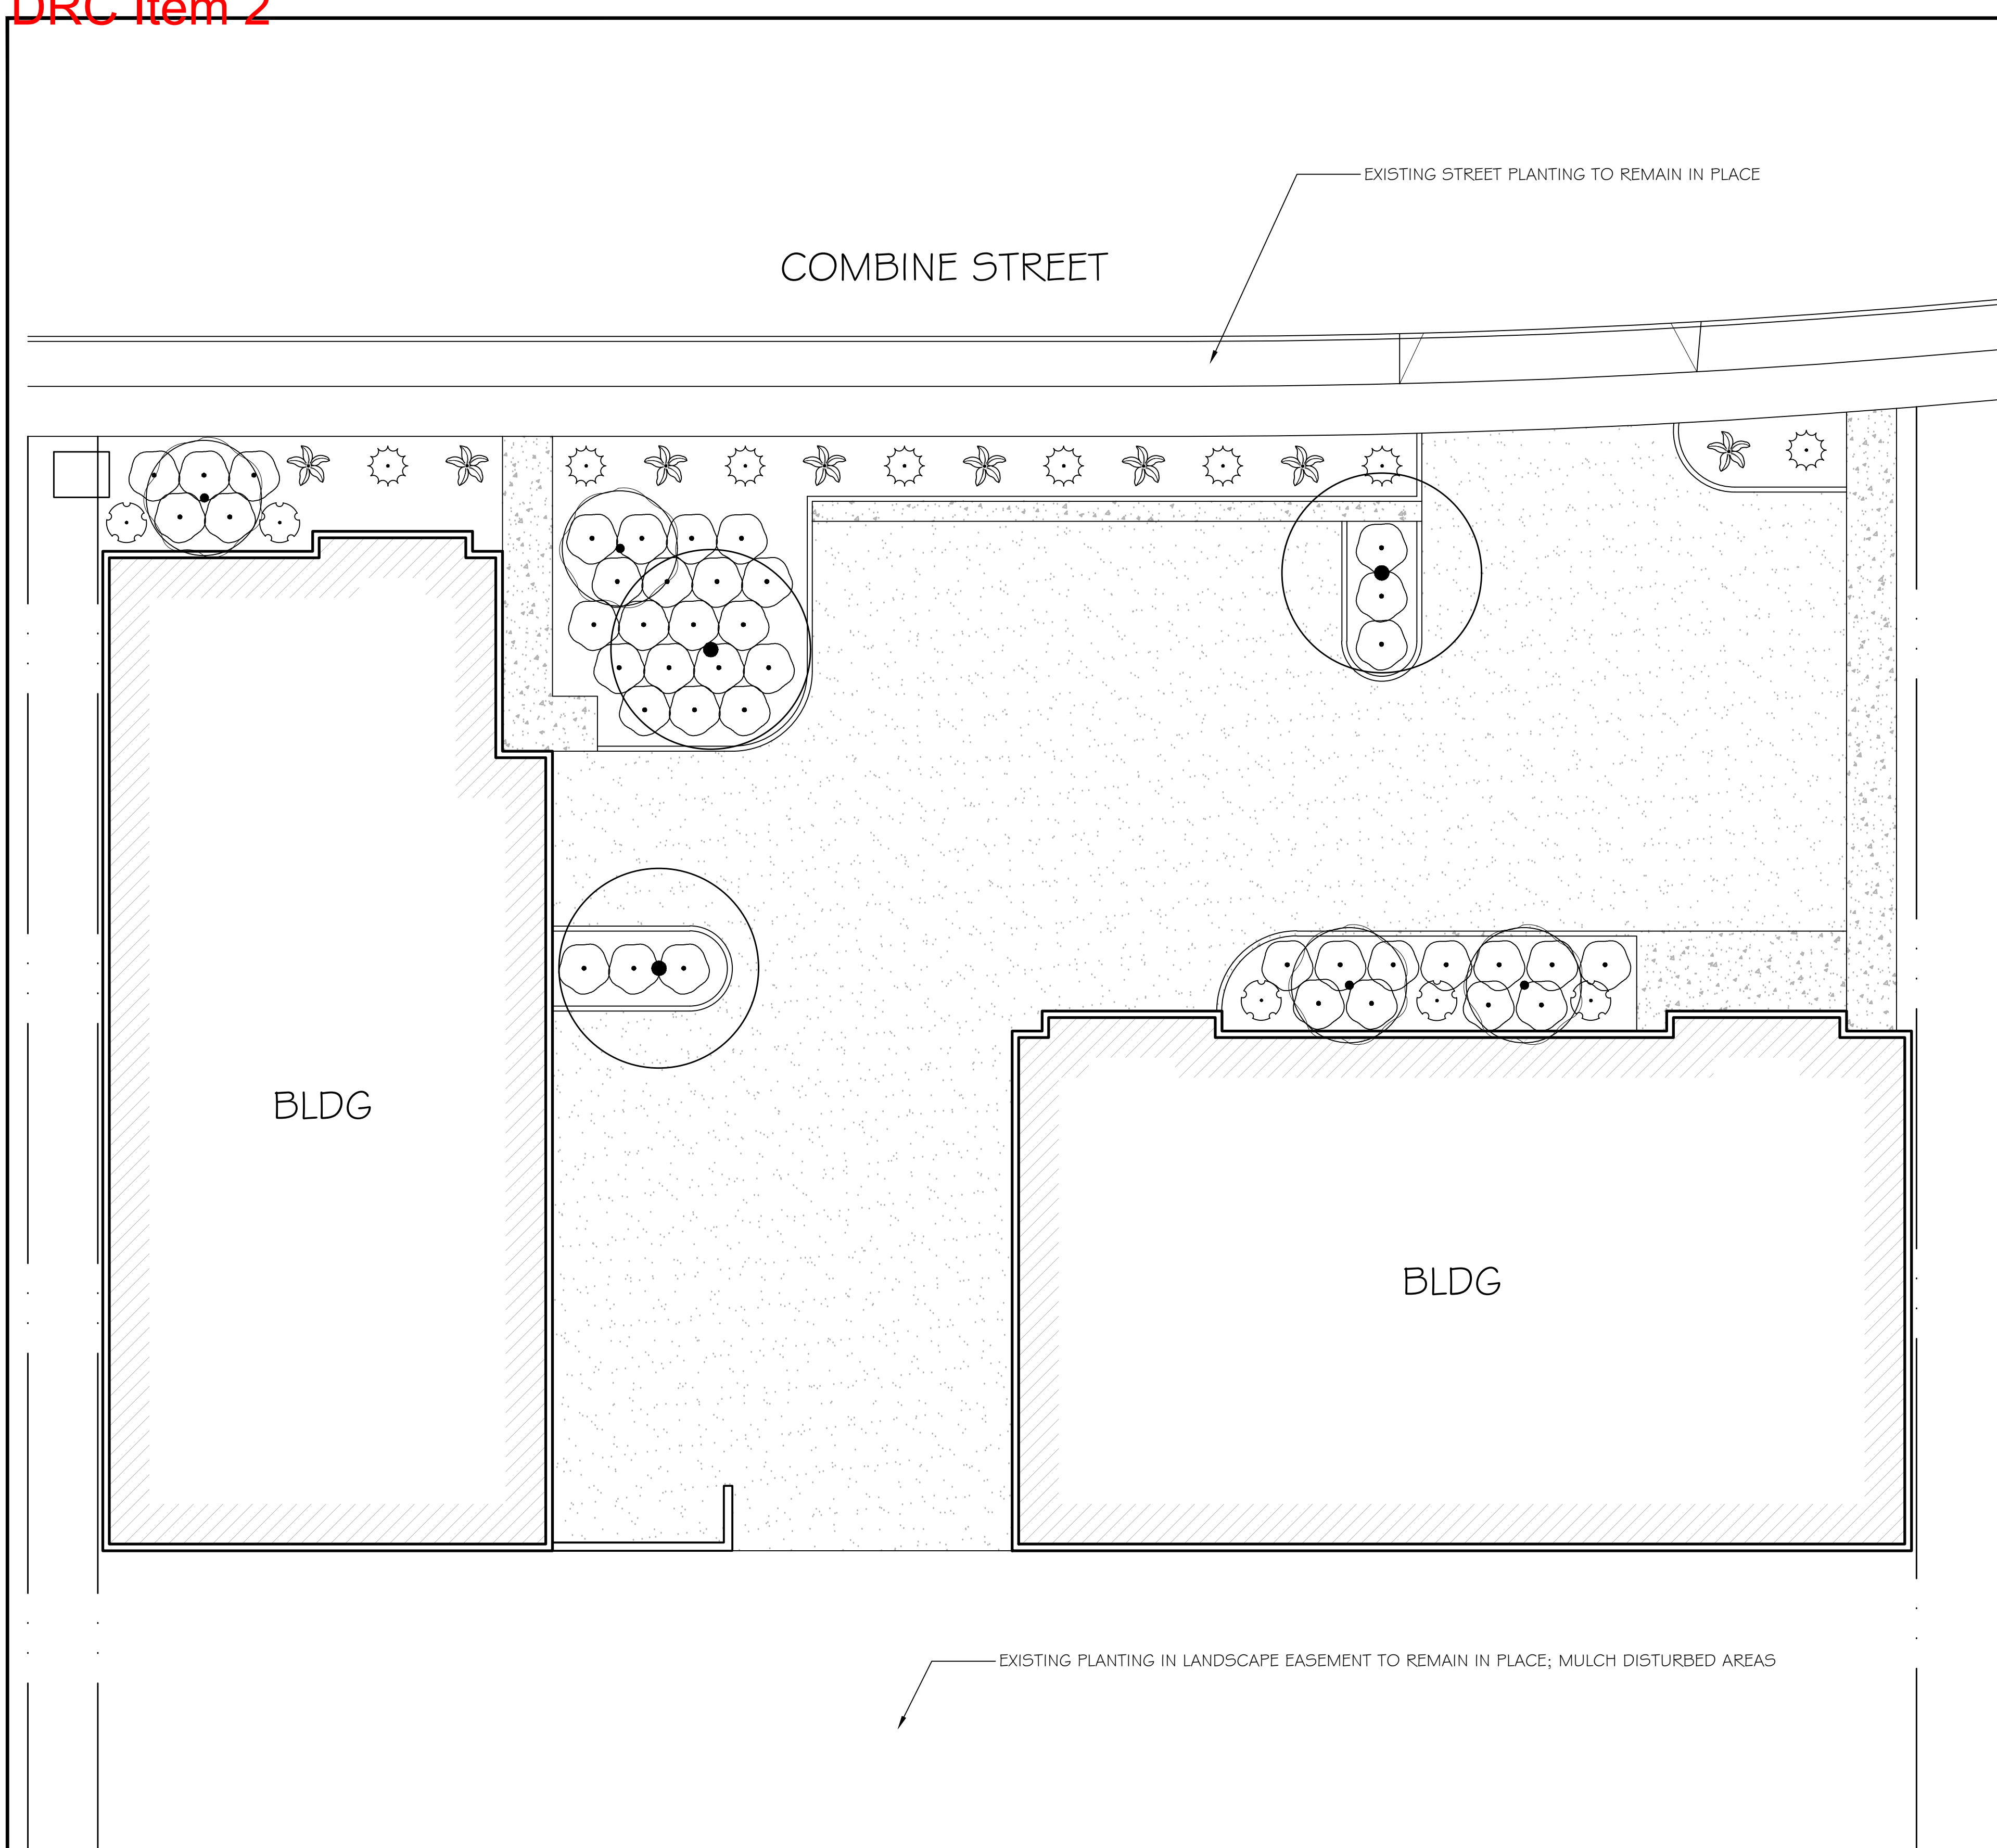 DRC Item 2
EXISTING STREET PLANTING TO REMAIN IN PLACE
COMBINE STREET
BLDG
BLDG
EXISTING PLANTING IN LANDSCAPE EASEMENT TO REMAIN IN PLACE; MULCH DISTURBED AREAS